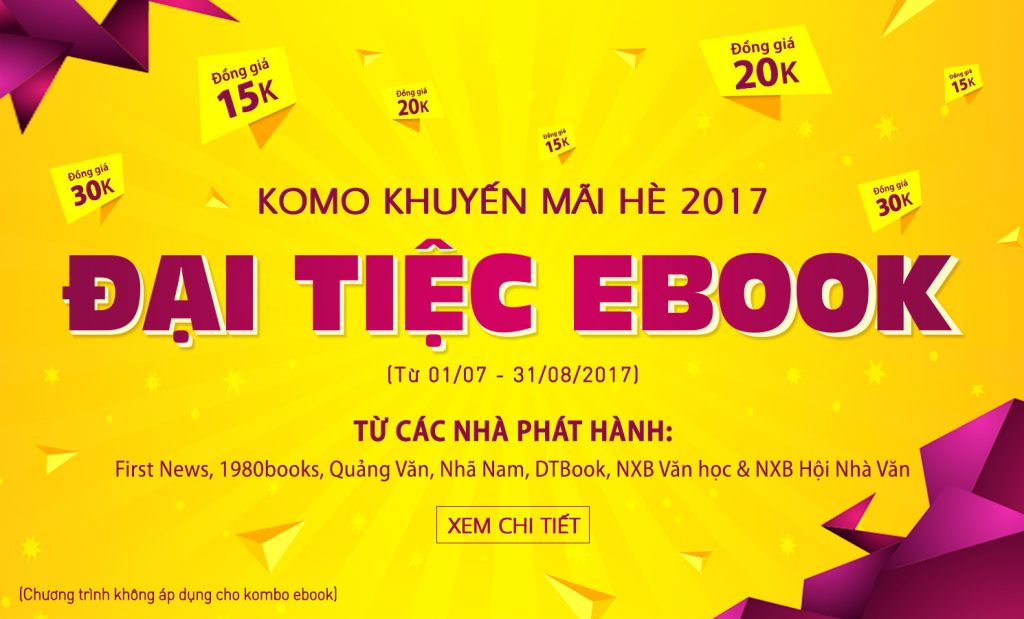 Đồng giá
15K
Đồng giá
20K
Đồng giá
20K
Đồng giá
15K
Đồng giá
15K
Đồng giá
30K
Đồng giá
30K
KOMO KHUYẾN MÃI HÈ 2017
ĐẠI TIỆC EBOOK
(Từ 01/07 - 31/08/2017)
TỪ CÁC NHÀ PHÁT HÀNH:
First News, 1980books, Quảng Văn, Nhã Nam, DTBook, NXB Văn học & NXB Hội Nhà Văn
XEM CHI TIẾT
(Chương trình không áp dụng cho kombo ebook)